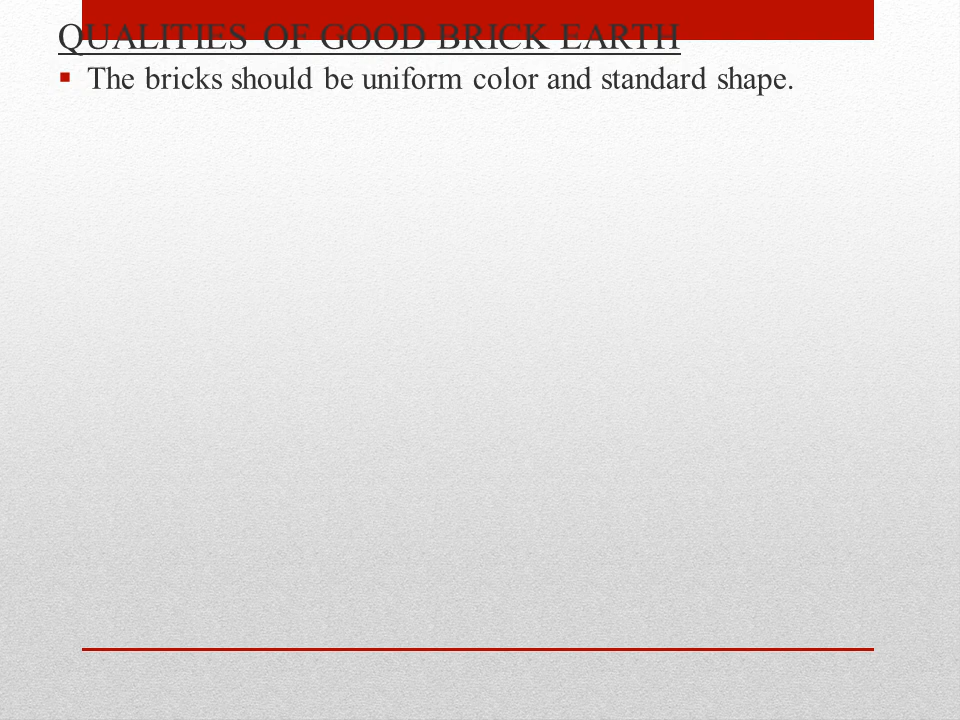 QUALITIES OF GOOD BRICK EARTH
▪ The bricks should be uniform color and standard shape.